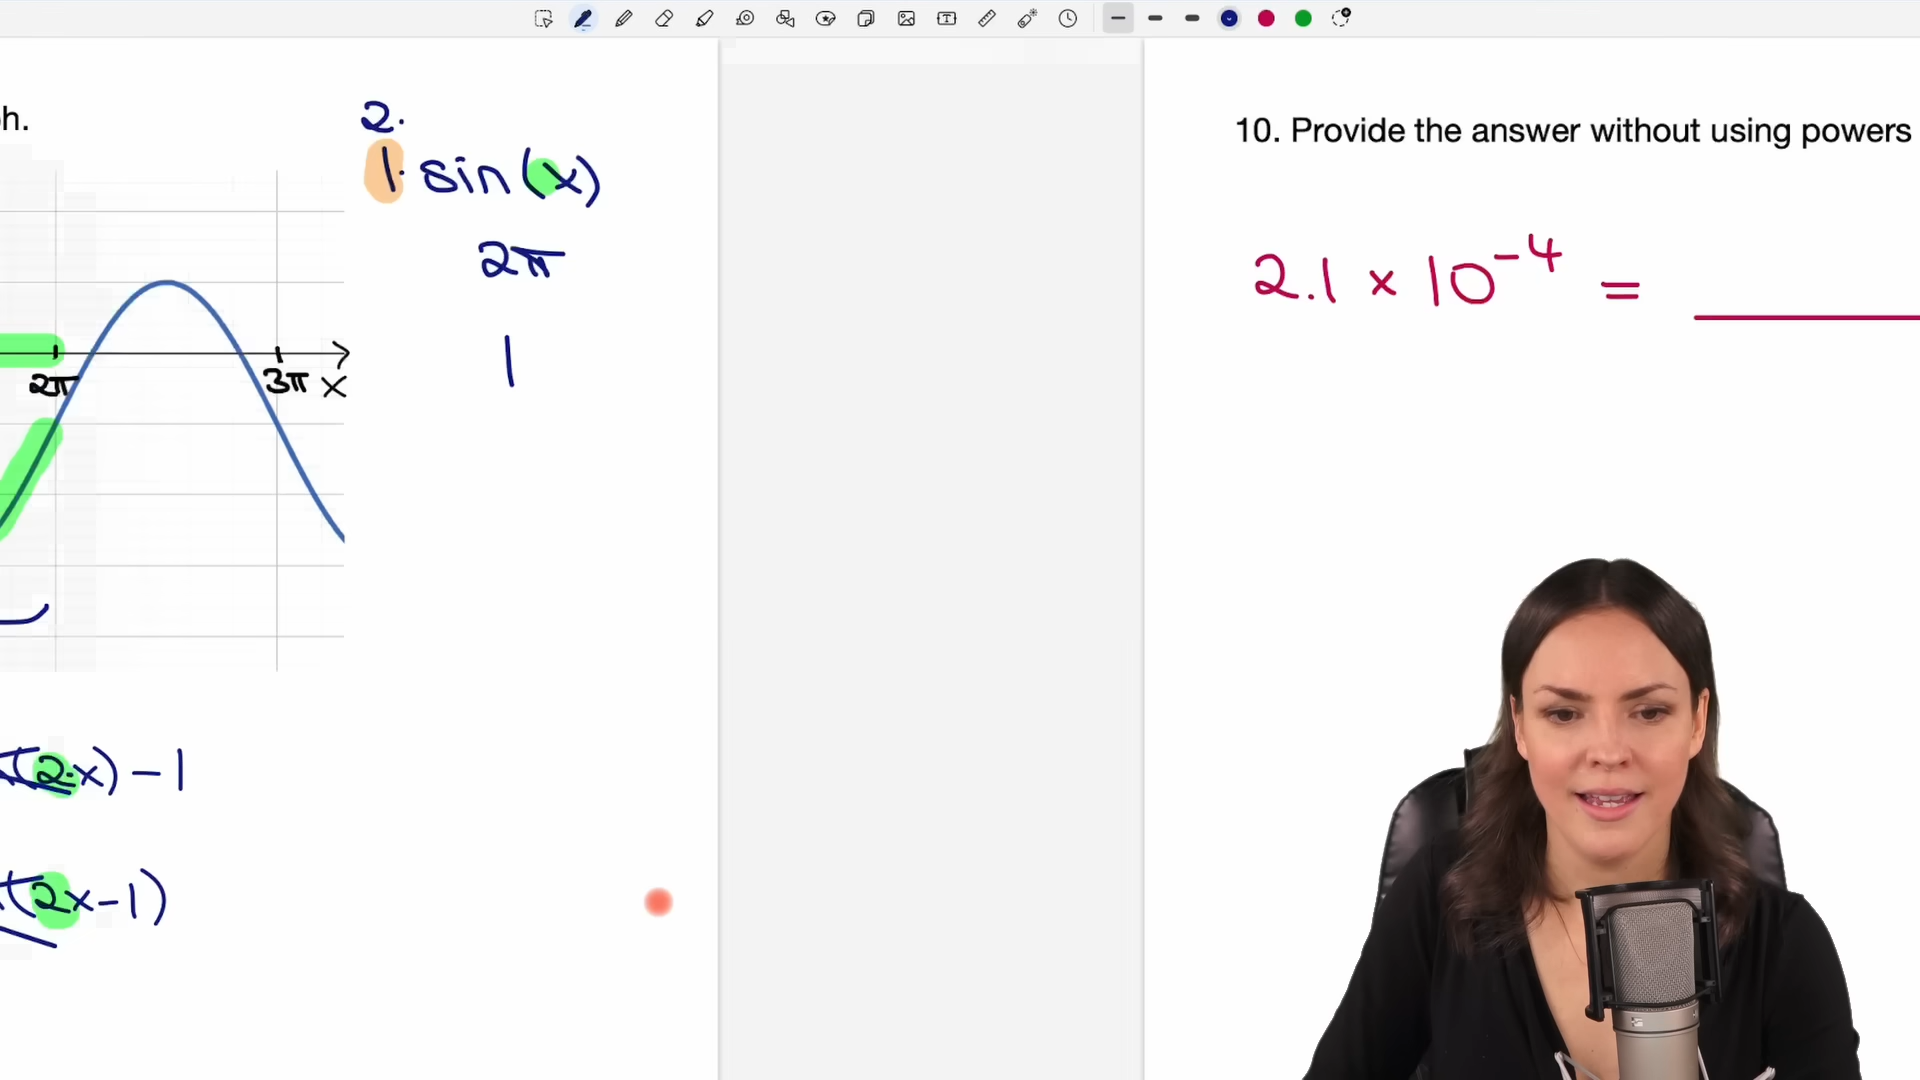 h.
2.
1· sin(x)
2π
1
2π
3π
x
(2·x) – 1
(2x–1)
10. Provide the answer without using powers
2.1 × 10⁻⁴ =